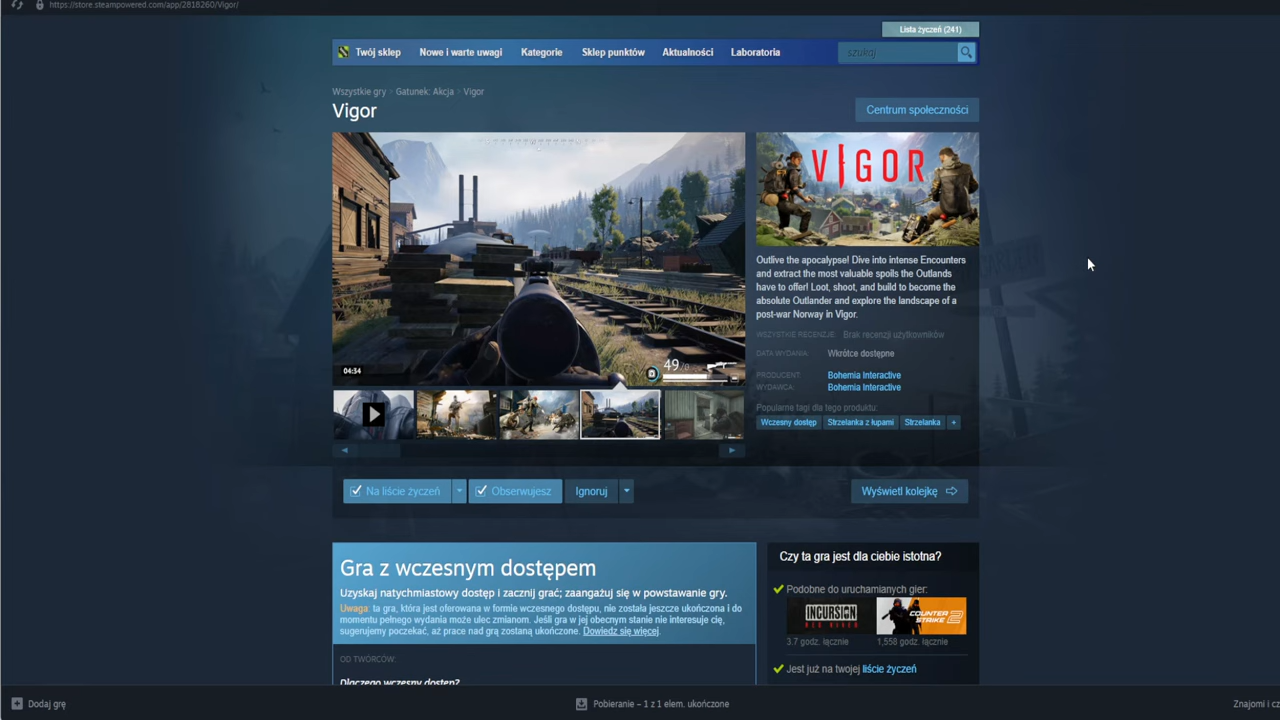 https://store.steampowered.com/app/2818260/Vigor/
Lista życzeń (241)
Twój sklep
Nowe i warte uwagi
Kategorie
Sklep punktów
Aktualności
Laboratoria
szukaj
Wszystkie gry > Gatunek: Akcja > Vigor
Vigor
Centrum społeczności
04:34
49/0
VIGOR
Outlive the apocalypse! Dive into intense Encounters
and extract the most valuable spoils the Outlands
have to offer! Loot, shoot, and build to become the
absolute Outlander and explore the landscape of a
post-war Norway in Vigor.
WSZYSTKIE RECENZJE: Brak recenzji użytkowników
DATA WYDANIA: Wkrótce dostępne
PRODUCENT: Bohemia Interactive
WYDAWCA: Bohemia Interactive
Popularne tagi dla tego produktu:
Wczesny dostęp
Strzelanka z łupami
Strzelanka
+
Na liście życzeń
Obserwujesz
Ignoruj
Wyświetl kolejkę
Gra z wczesnym dostępem
Uzyskaj natychmiastowy dostęp i zacznij grać; zaangażuj się w powstawanie gry.
Uwaga: ta gra, która jest oferowana w formie wczesnego dostępu, nie została jeszcze ukończona i do
momentu pełnego wydania może ulec zmianom. Jeśli gra w jej obecnym stanie nie interesuje cię,
sugerujemy poczekać, aż prace nad grą zostaną ukończone. Dowiedz się więcej.
OD TWÓRCÓW:
Dlaczego wczesny dostęp?
Czy ta gra jest dla ciebie istotna?
Podobne do uruchamianych gier:
INCURSION
RED RIVER
COUNTER
STRIKE 2
3.7 godz. łącznie
1,558 godz. łącznie
Jest już na twojej liście życzeń
Dodaj grę
Pobieranie – 1 z 1 elem. ukończone
Znajomi i cz